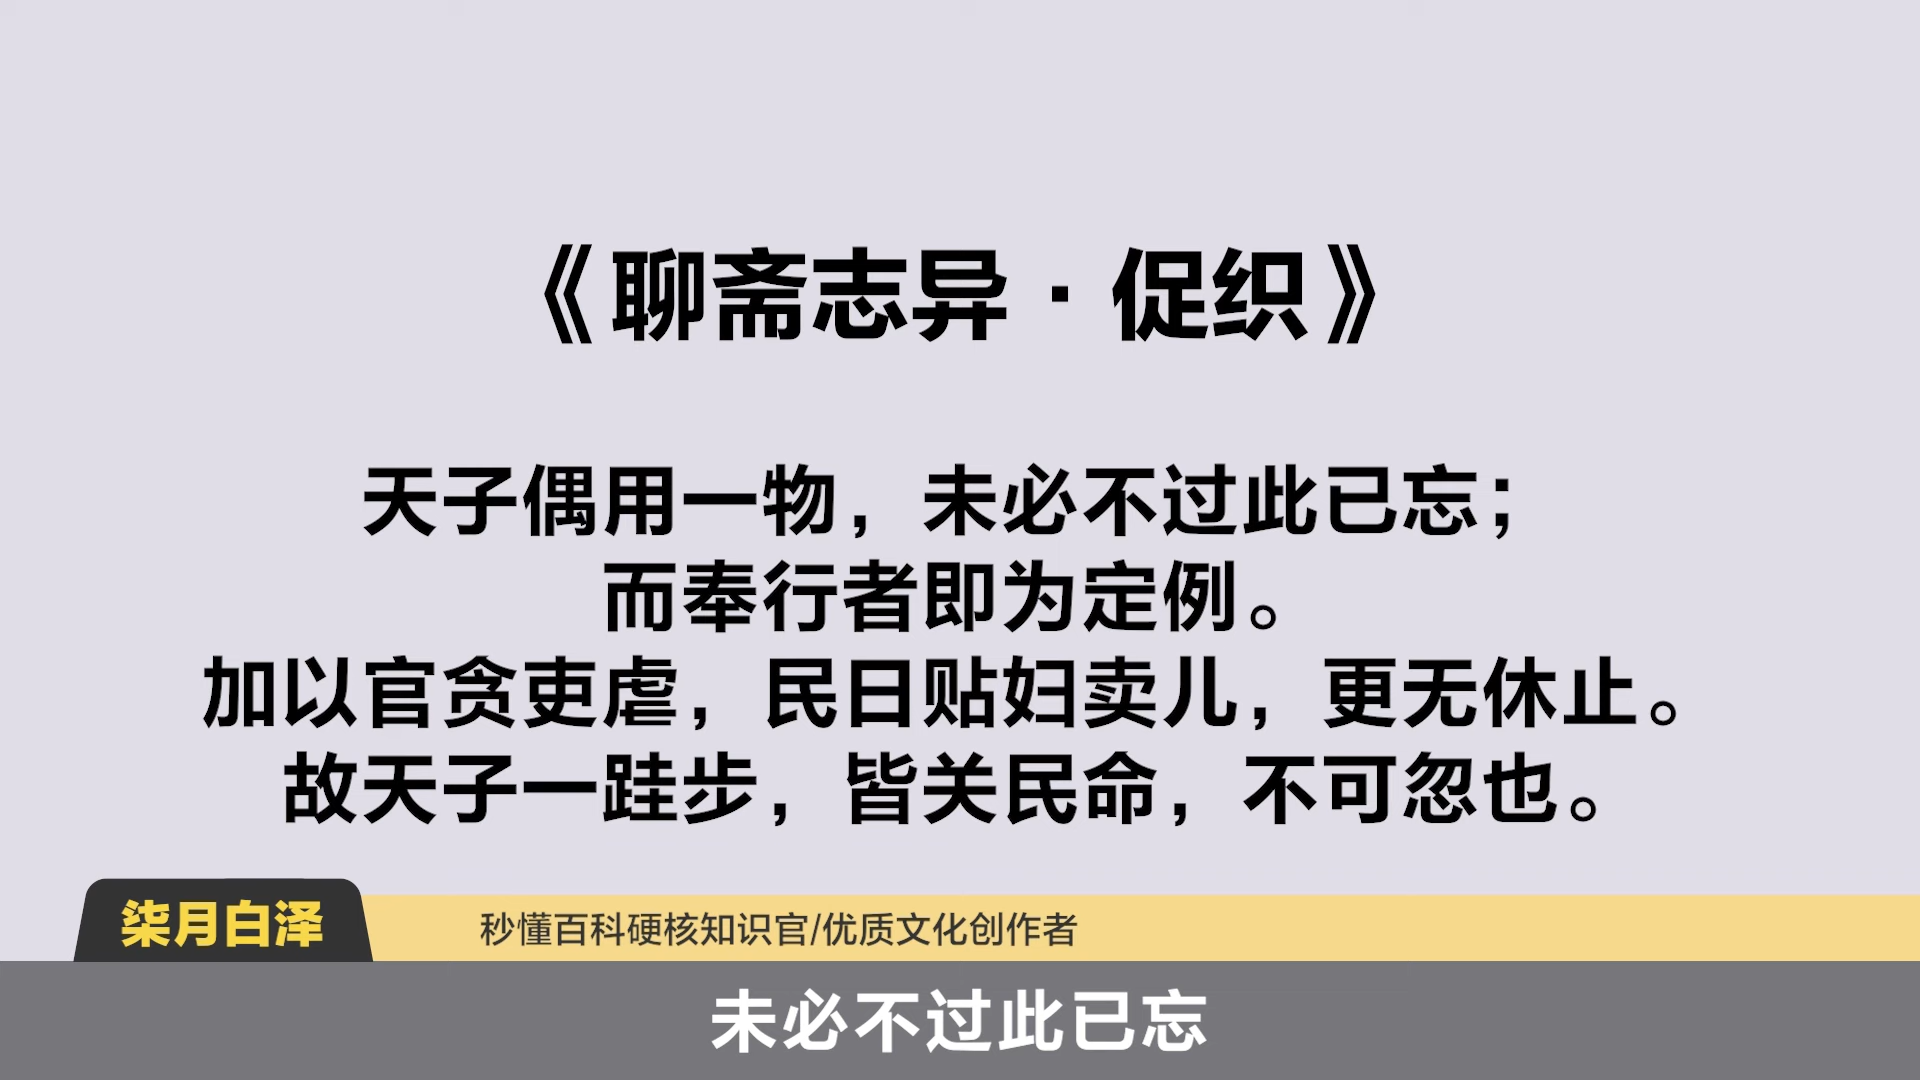 《聊斋志异·促织》
天子偶用一物，未必不过此已忘；
而奉行者即为定例。
加以官贪吏虐，民日贴妇卖儿，更无休止。
故天子一跬步，皆关民命，不可忽也。
柒月白泽
秒懂百科硬核知识官/优质文化创作者
未必不过此已忘